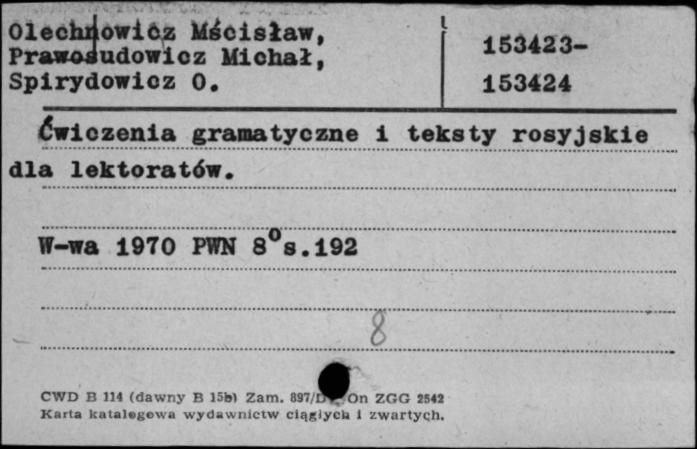 Olechnowicz Mścisław,
Prawosudowicz Michał,
Spirydowicz O.
153423-
153424
Ćwiczenia gramatyczne i teksty rosyjskie
dla lektoratów.
W-wa 1970 PWN 8° s.192
8
CWD B 114 (dawny B 15b) Zam. 897/D On ZGG 2542
Karta katalogowa wydawnictw ciągłych i zwartych.